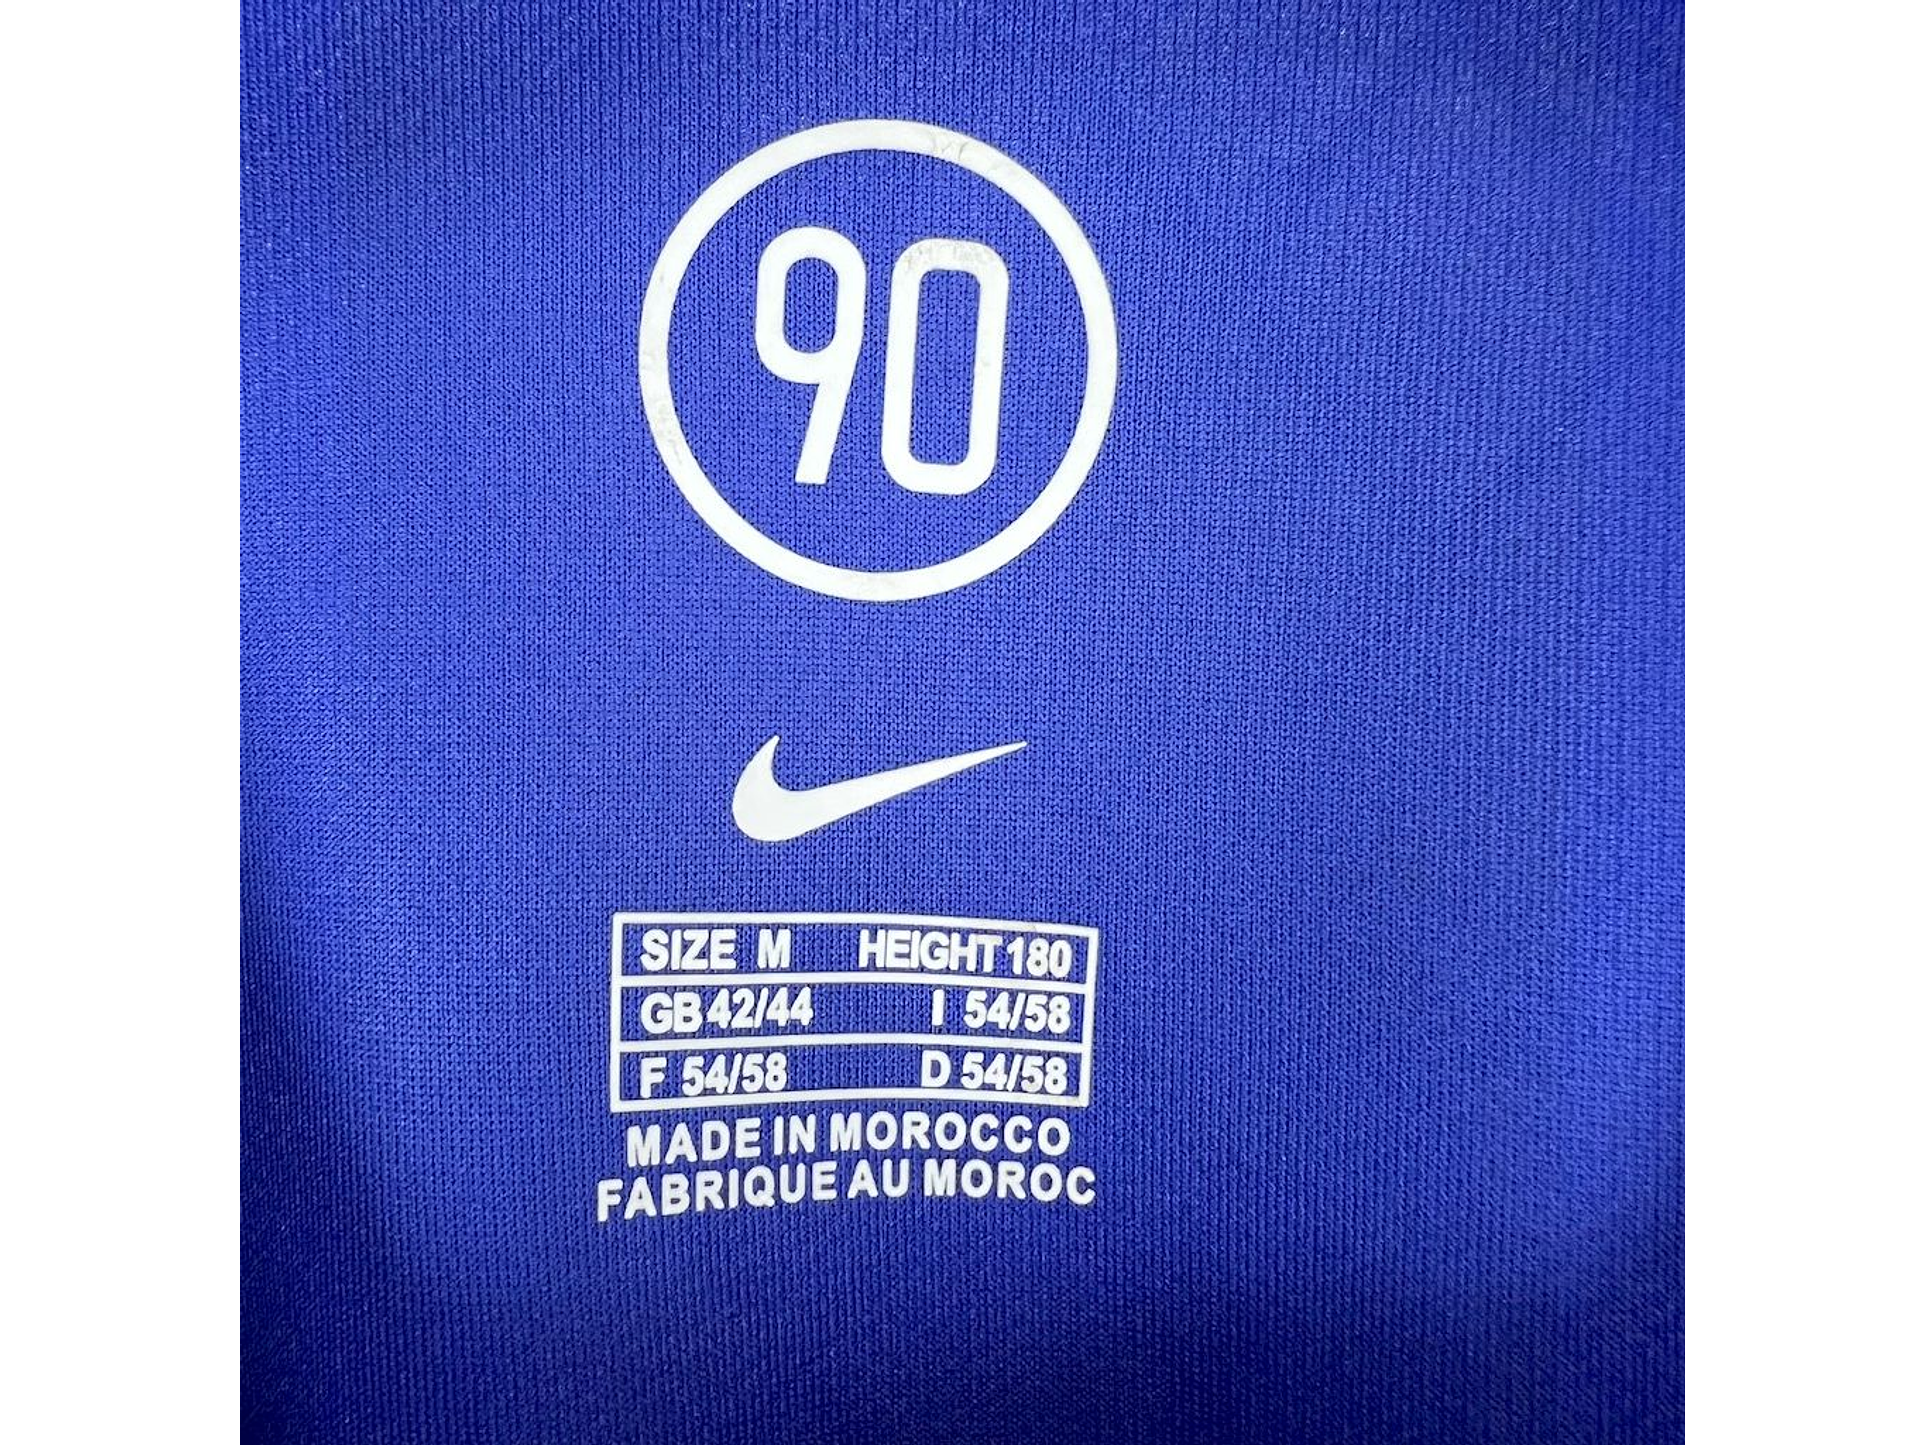 90
SIZE M HEIGHT 180
GB 42/44 I 54/58
F 54/58 D 54/58
MADE IN MOROCCO
FABRIQUE AU MOROC